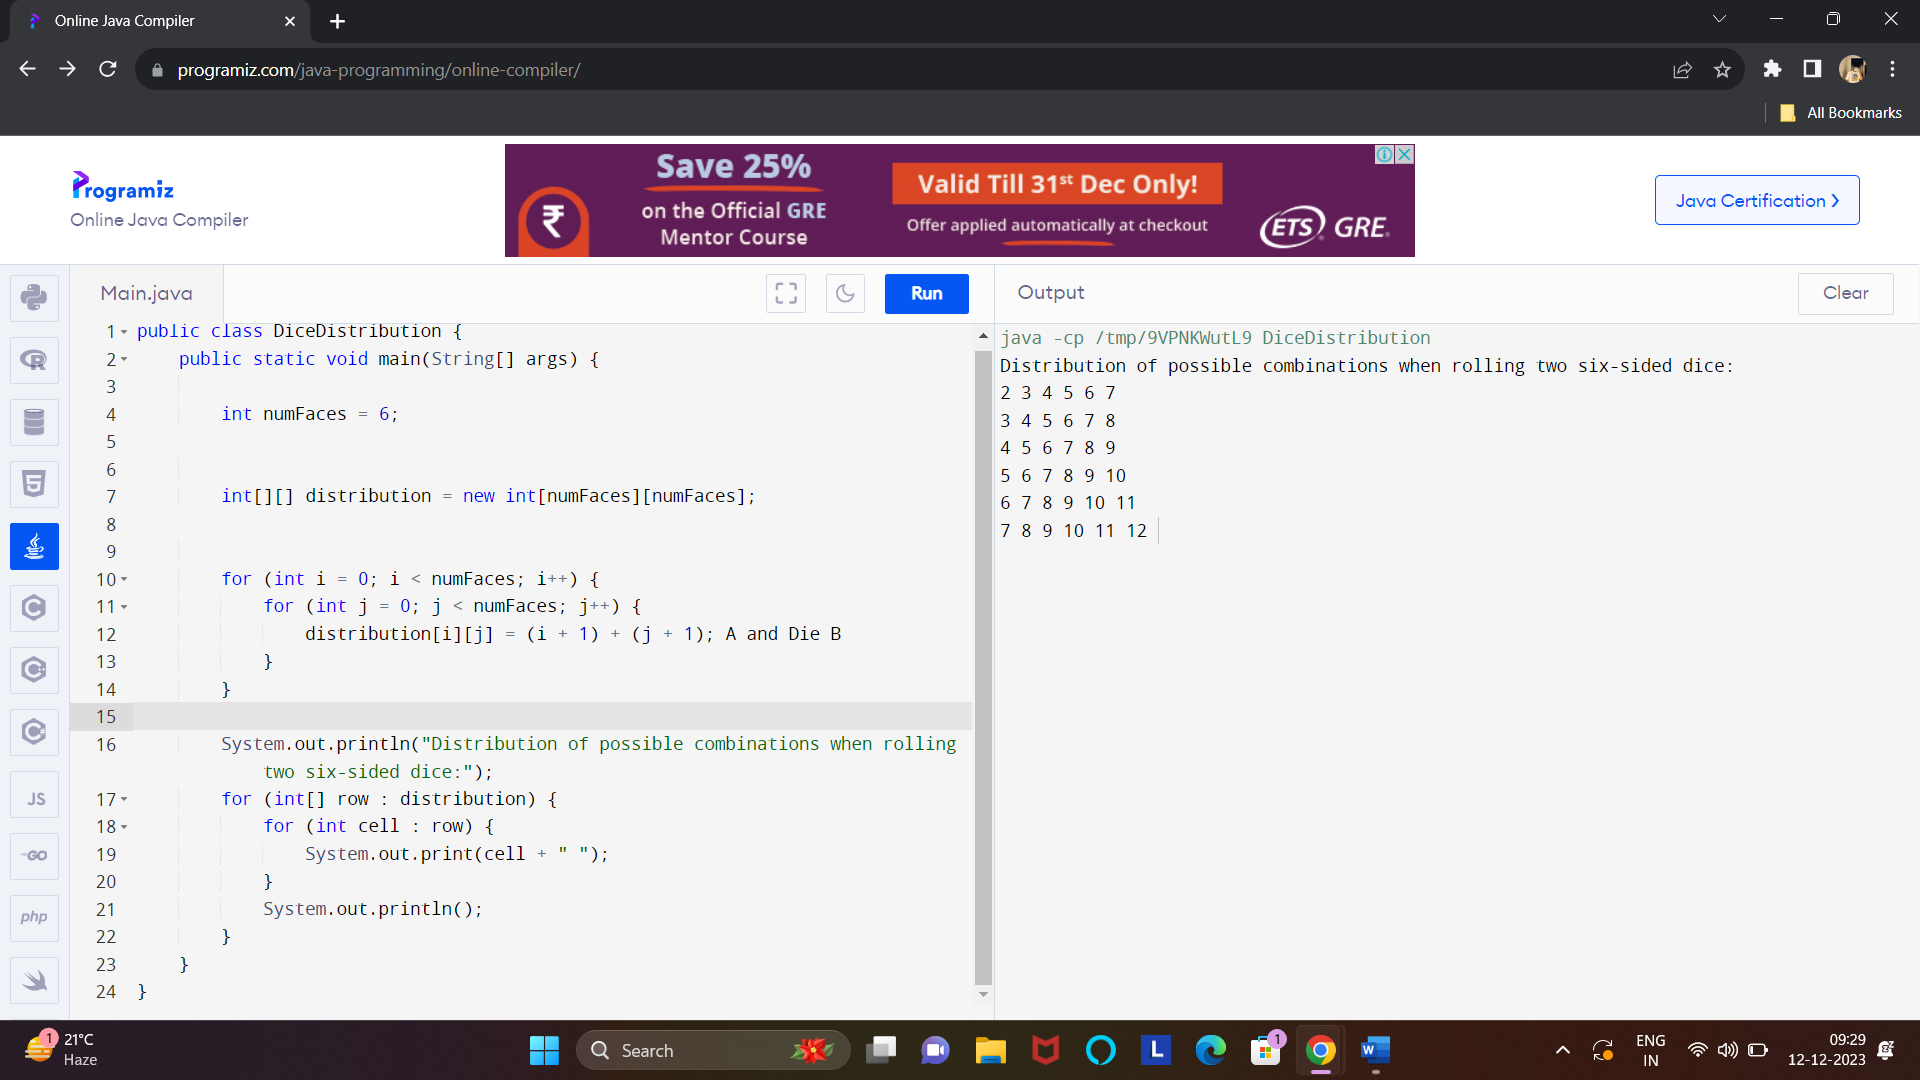 Online Java Compiler
programiz.com/java-programming/online-compiler/
All Bookmarks
Programiz
Online Java Compiler
Save 25%
on the Official GRE
Mentor Course
Valid Till 31st Dec Only!
Offer applied automatically at checkout
ETS GRE
Java Certification >
Main.java
Run
Output
Clear
1 public class DiceDistribution {
2 public static void main(String[] args) {
3
4 int numFaces = 6;
5
6
7 int[][] distribution = new int[numFaces][numFaces];
8
9
10 for (int i = 0; i < numFaces; i++) {
11 for (int j = 0; j < numFaces; j++) {
12 distribution[i][j] = (i + 1) + (j + 1); A and Die B
13 }
14 }
15
16 System.out.println("Distribution of possible combinations when rolling
two six-sided dice:");
17 for (int[] row : distribution) {
18 for (int cell : row) {
19 System.out.print(cell + " ");
20 }
21 System.out.println();
22 }
23 }
24 }
java -cp /tmp/9VPNKWutL9 DiceDistribution
Distribution of possible combinations when rolling two six-sided dice:
2 3 4 5 6 7
3 4 5 6 7 8
4 5 6 7 8 9
5 6 7 8 9 10
6 7 8 9 10 11
7 8 9 10 11 12
JS
GO
php
1
21°C
Haze
Search
L
1
W
ENG
IN
09:29
12-12-2023